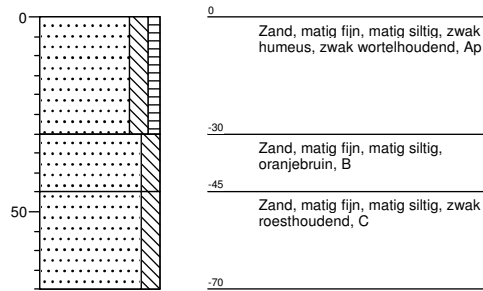 0
0
Zand, matig fijn, matig siltig, zwak
humeus, zwak wortelhoudend, Ap
-30
Zand, matig fijn, matig siltig,
oranjebruin, B
-45
Zand, matig fijn, matig siltig, zwak
roesthoudend, C
50
-70